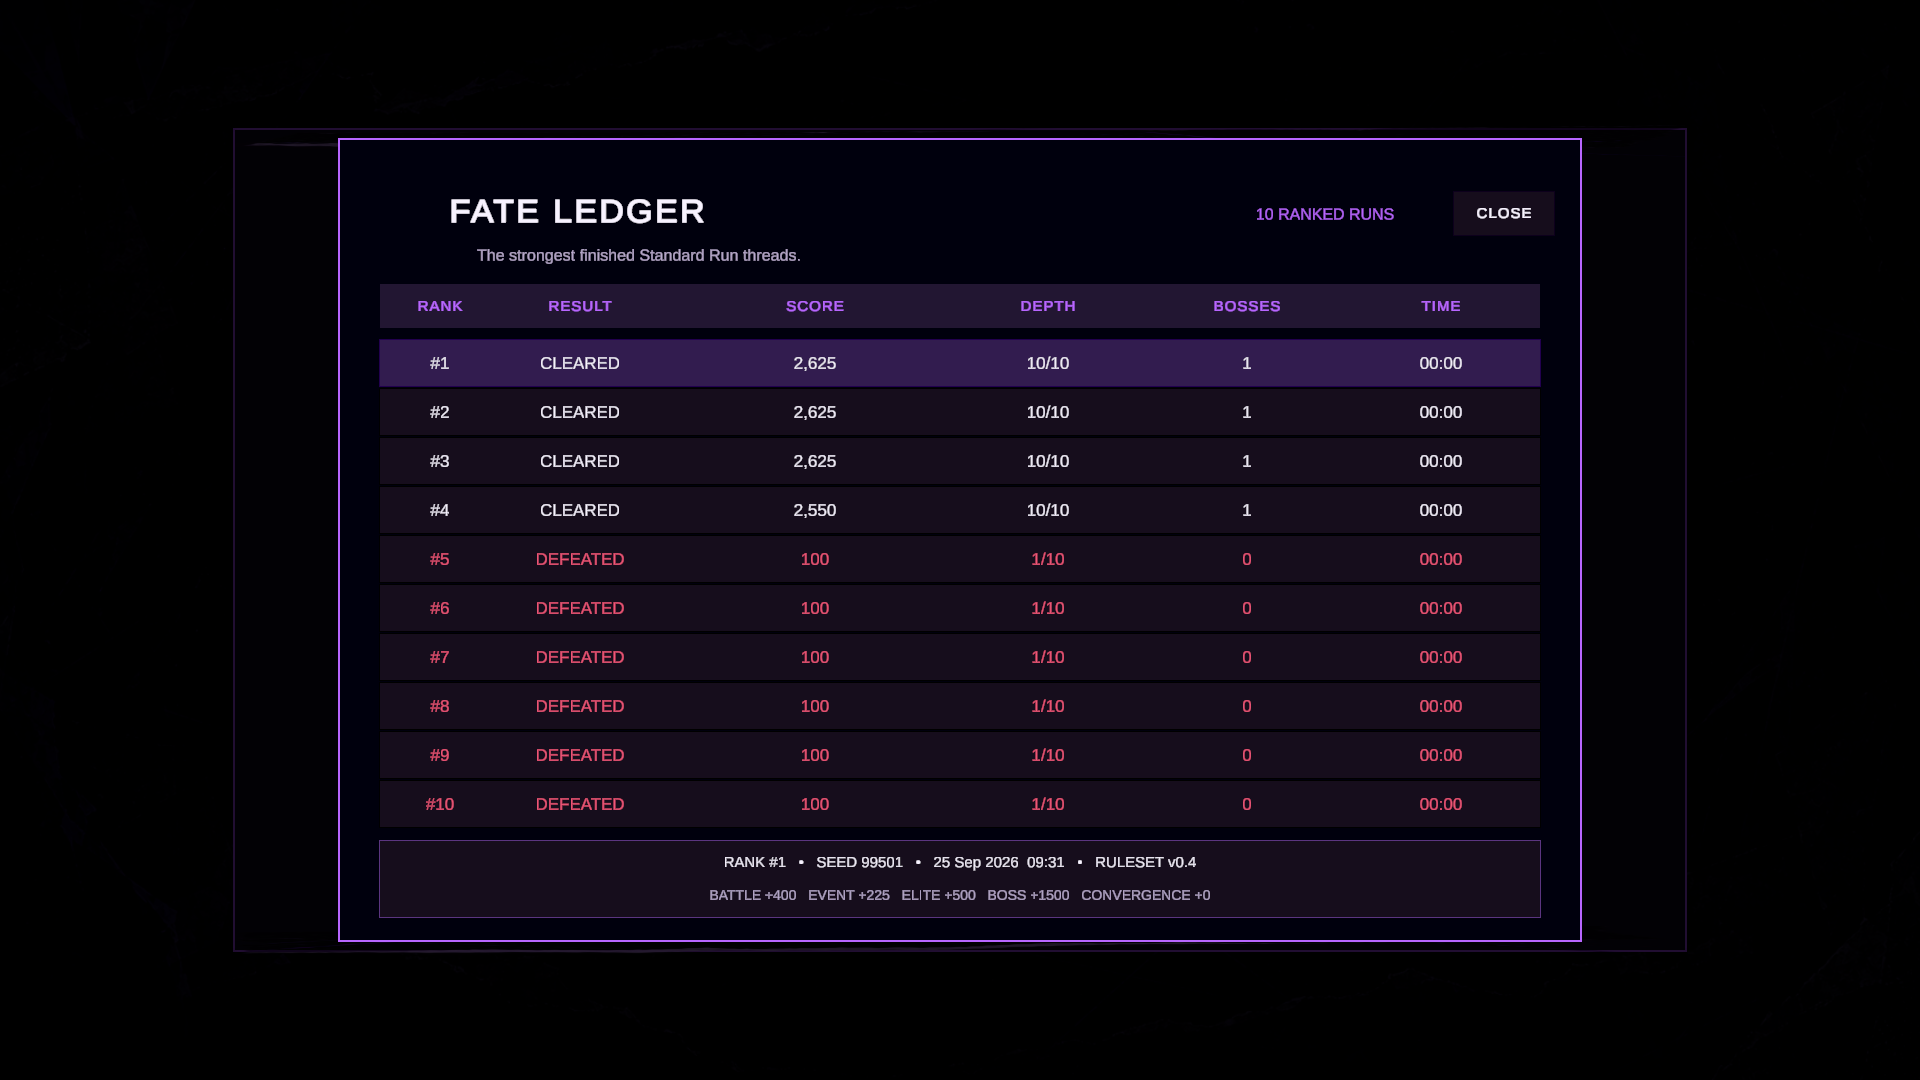 FATE LEDGER
10 RANKED RUNS
CLOSE
The strongest finished Standard Run threads.
RANK RESULT SCORE DEPTH BOSSES TIME
#1 CLEARED 2,625 10/10 1 00:00
#2 CLEARED 2,625 10/10 1 00:00
#3 CLEARED 2,625 10/10 1 00:00
#4 CLEARED 2,550 10/10 1 00:00
#5 DEFEATED 100 1/10 0 00:00
#6 DEFEATED 100 1/10 0 00:00
#7 DEFEATED 100 1/10 0 00:00
#8 DEFEATED 100 1/10 0 00:00
#9 DEFEATED 100 1/10 0 00:00
#10 DEFEATED 100 1/10 0 00:00
RANK #1 • SEED 99501 • 25 Sep 2026 09:31 • RULESET v0.4
BATTLE +400 EVENT +225 ELITE +500 BOSS +1500 CONVERGENCE +0